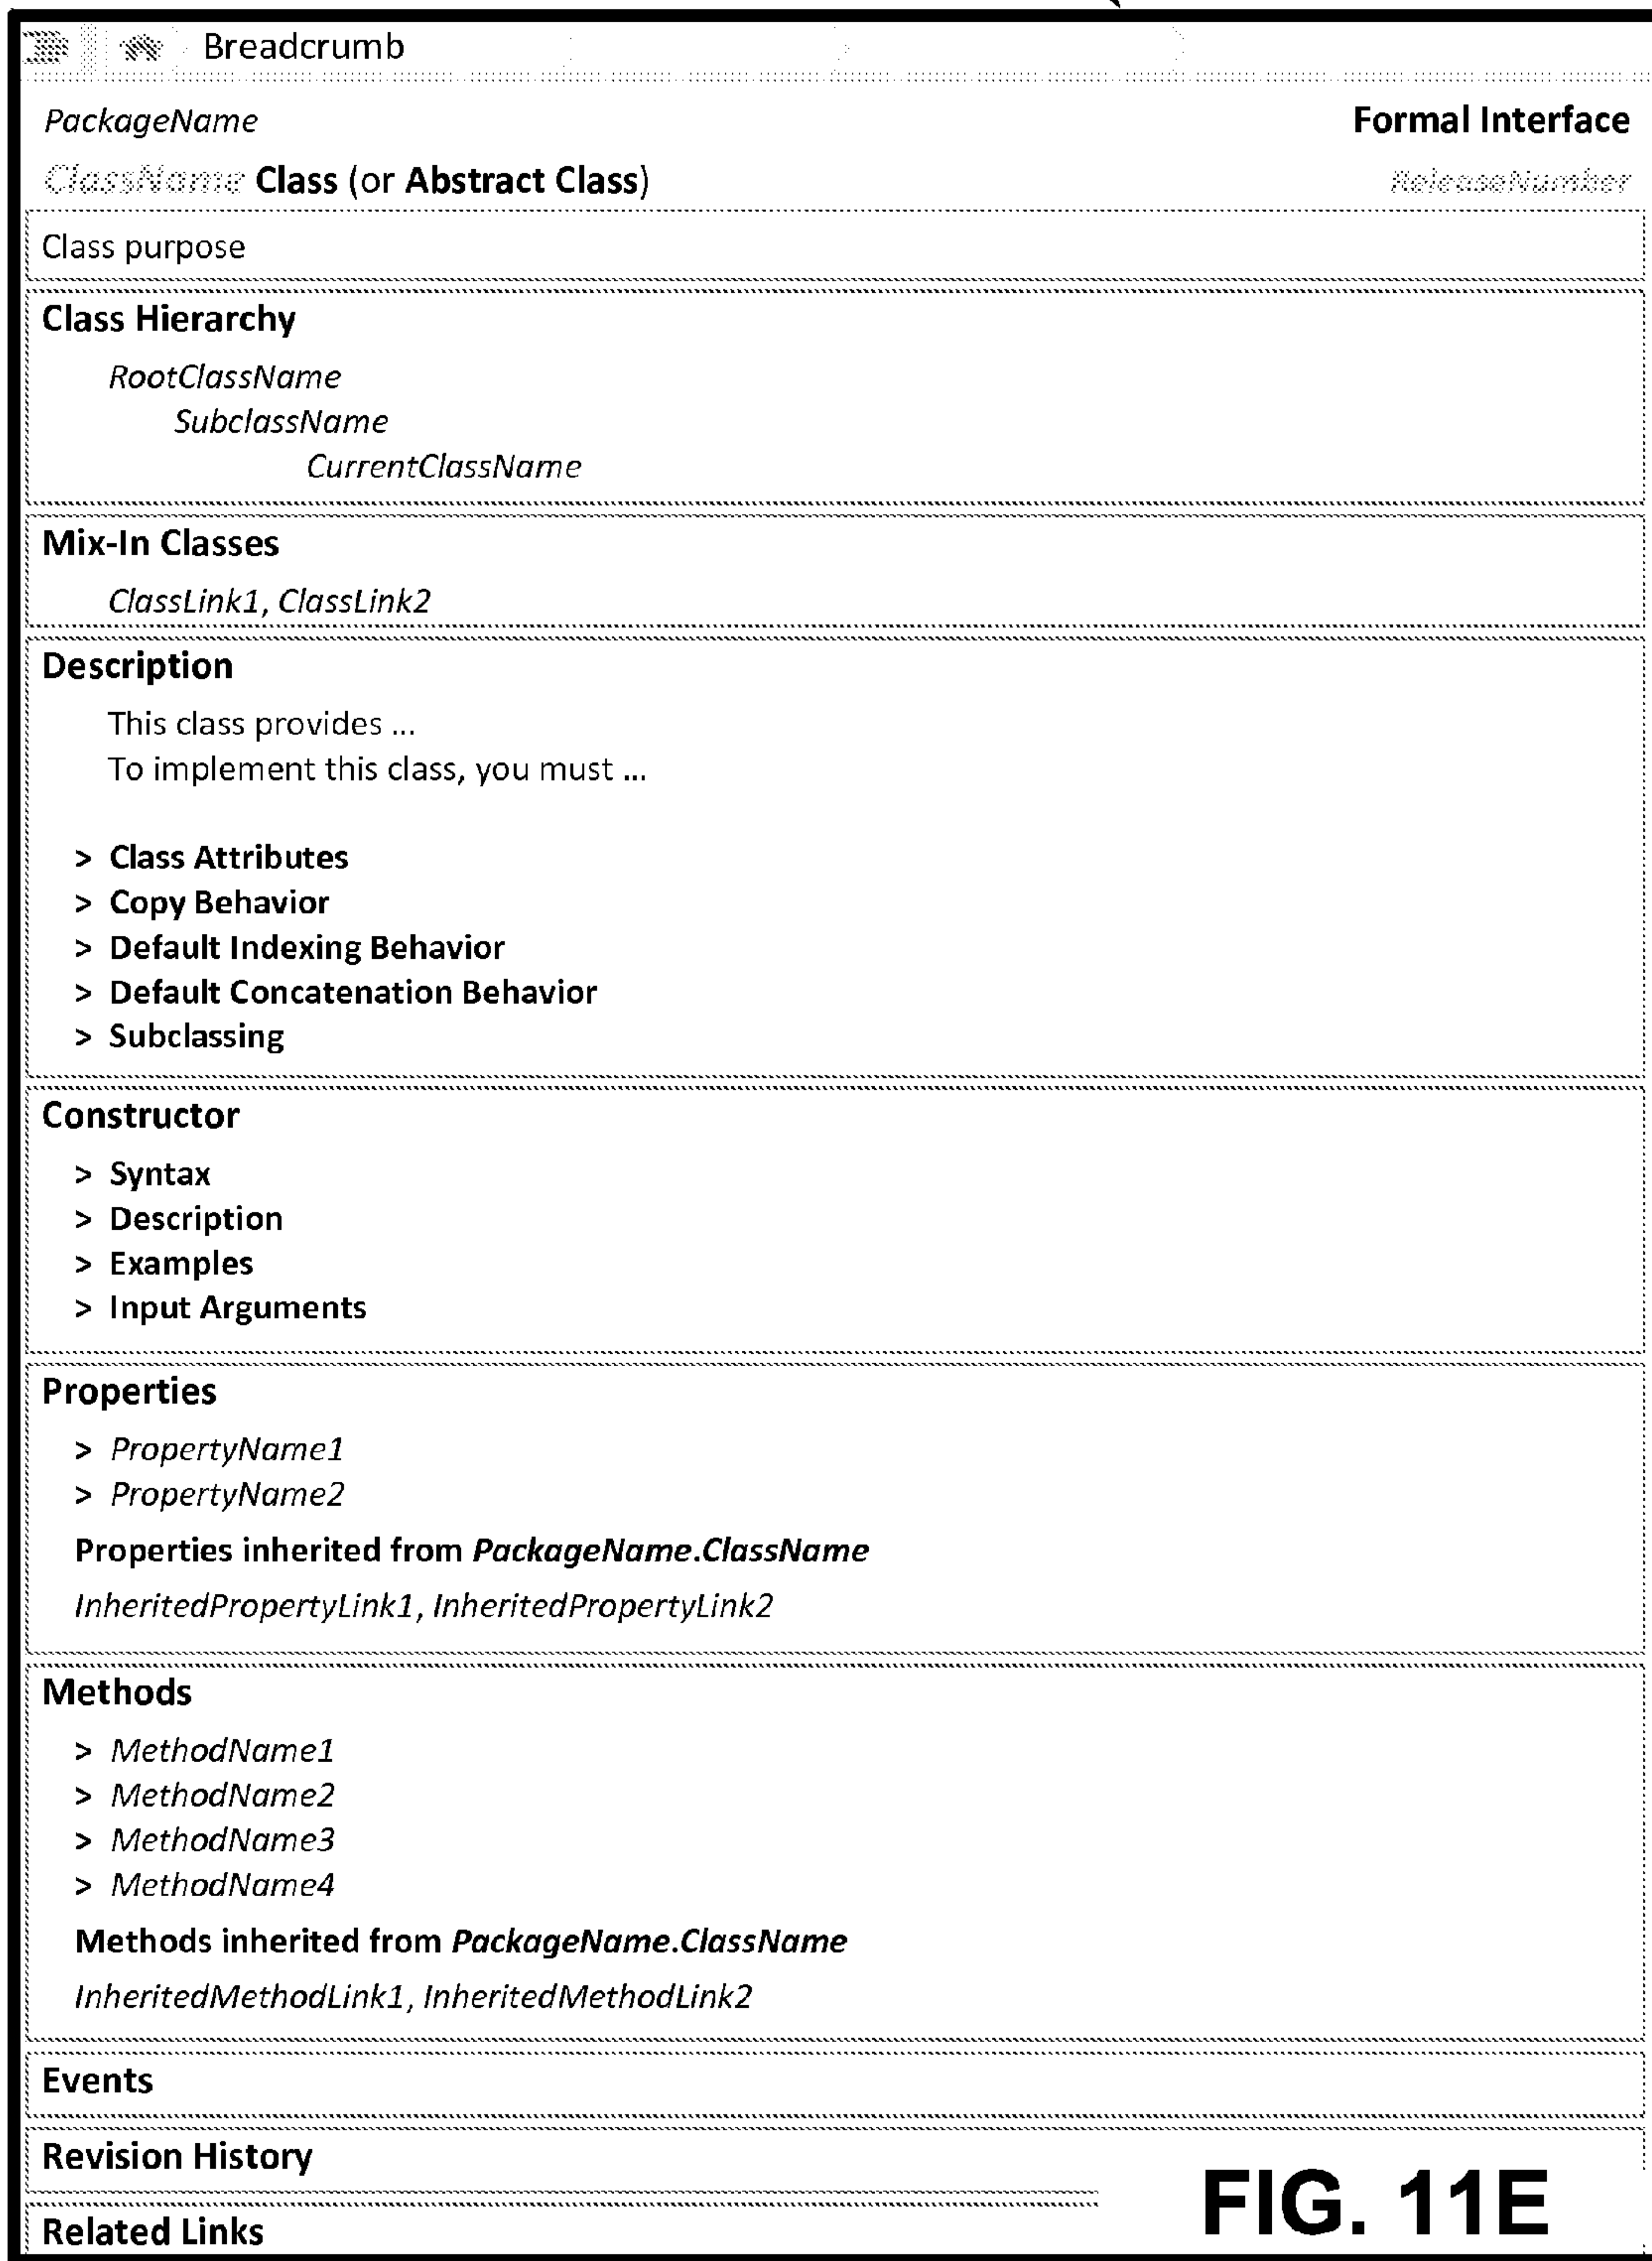 Breadcrumb
PackageName
Formal Interface
ClassName Class (or Abstract Class)
ReleaseNumber
Class purpose
Class Hierarchy
RootClassName
SubclassName
CurrentClassName
Mix-In Classes
ClassLink1, ClassLink2
Description
This class provides ...
To implement this class, you must ...
> Class Attributes
> Copy Behavior
> Default Indexing Behavior
> Default Concatenation Behavior
> Subclassing
Constructor
> Syntax
> Description
> Examples
> Input Arguments
Properties
> PropertyName1
> PropertyName2
Properties inherited from PackageName.ClassName
InheritedPropertyLink1, InheritedPropertyLink2
Methods
> MethodName1
> MethodName2
> MethodName3
> MethodName4
Methods inherited from PackageName.ClassName
InheritedMethodLink1, InheritedMethodLink2
Events
Revision History
Related Links
FIG. 11E